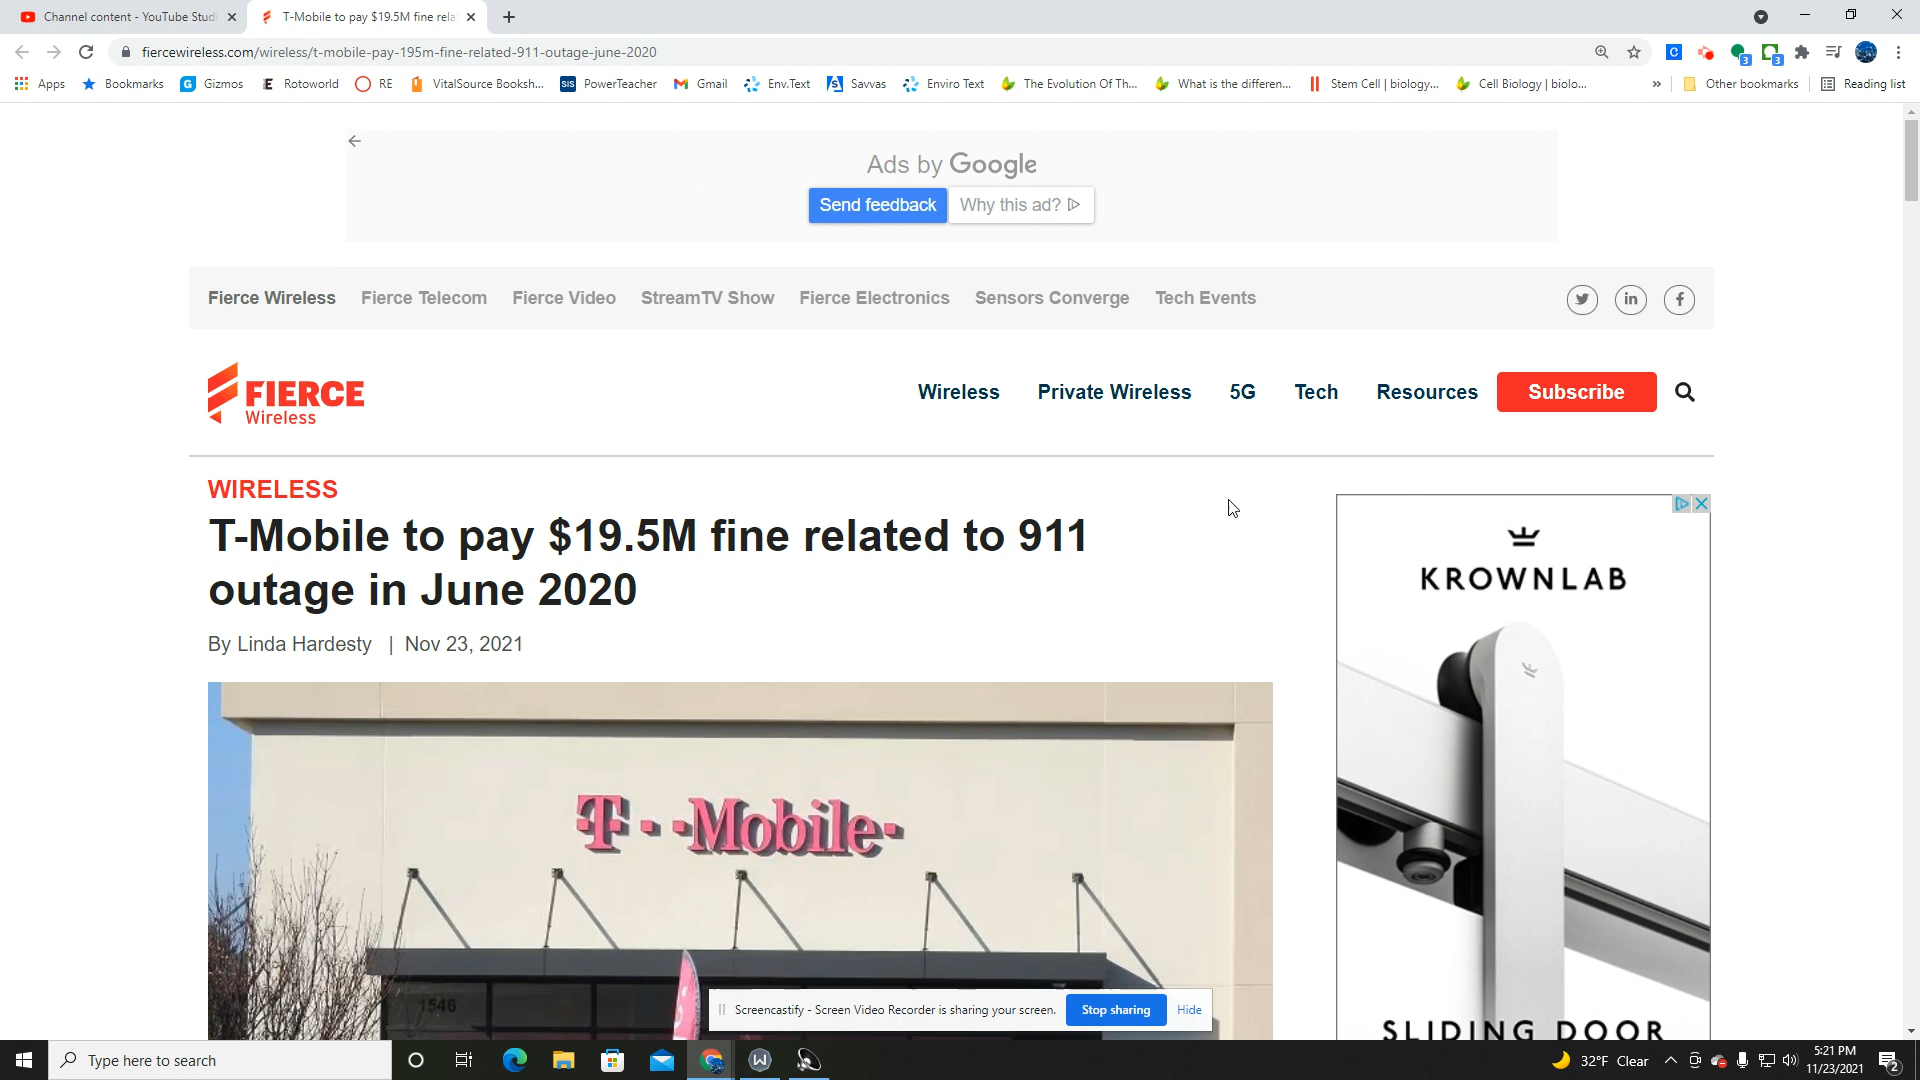 Channel content - YouTube Studi
T-Mobile to pay $19.5M fine rela
fiercewireless.com/wireless/t-mobile-pay-195m-fine-related-911-outage-june-2020
Apps Bookmarks Gizmos Rotoworld RE VitalSource Booksh... PowerTeacher Gmail Env.Text Savvas Enviro Text The Evolution Of Th... What is the differen... Stem Cell | biology... Cell Biology | biolo... » Other bookmarks Reading list
Ads by Google
Send feedback Why this ad?
Fierce Wireless Fierce Telecom Fierce Video StreamTV Show Fierce Electronics Sensors Converge Tech Events
FIERCE
Wireless
Wireless Private Wireless 5G Tech Resources Subscribe
WIRELESS
T-Mobile to pay $19.5M fine related to 911
outage in June 2020
By Linda Hardesty | Nov 23, 2021
T··Mobile·
1546
KROWNLAB
SLIDING DOOR
Screencastify - Screen Video Recorder is sharing your screen. Stop sharing Hide
Type here to search
32°F Clear
5:21 PM
11/23/2021
2